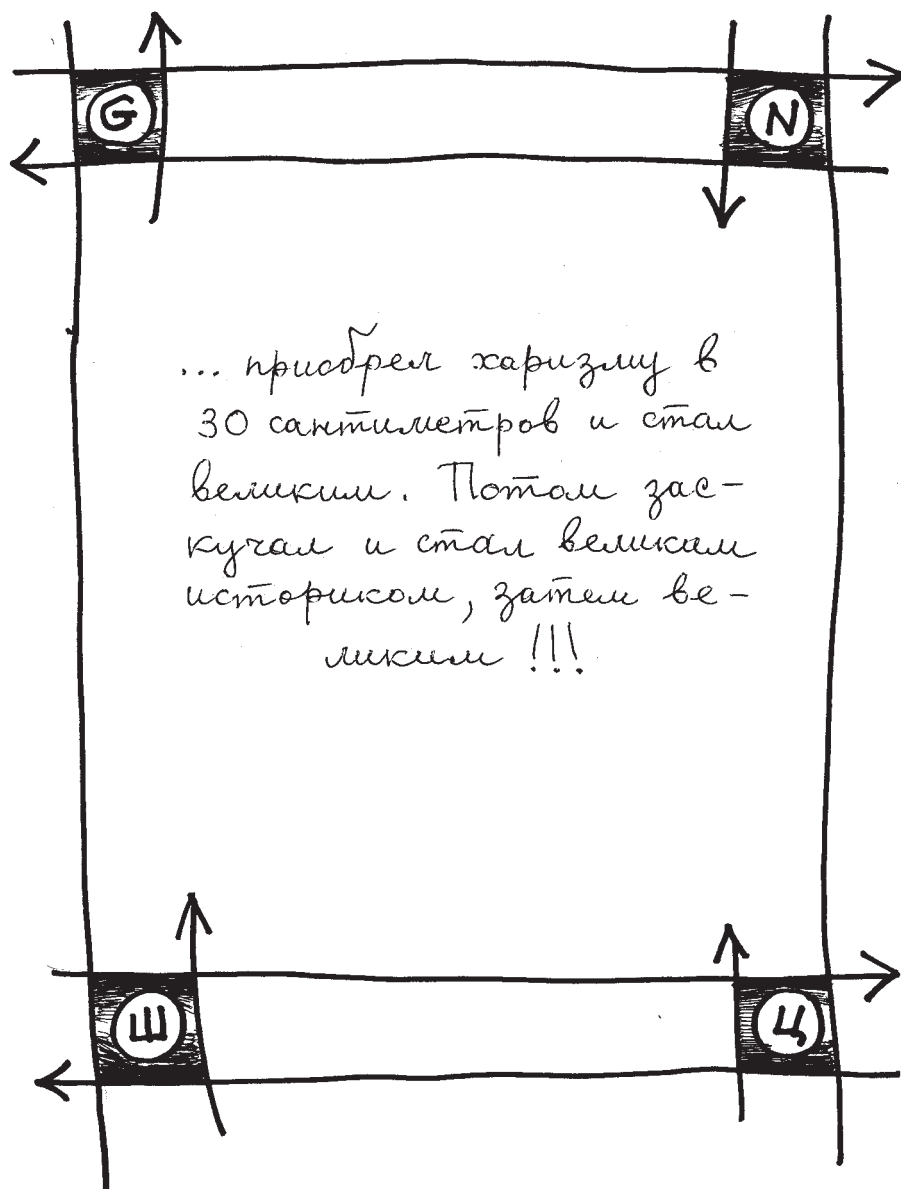 G
N
... приобрел харизму в
30 сантиметров и стал
великим. Потом зас-
кучал и стал великим
историком, затем ве-
ликим !!!
Ш
Ц